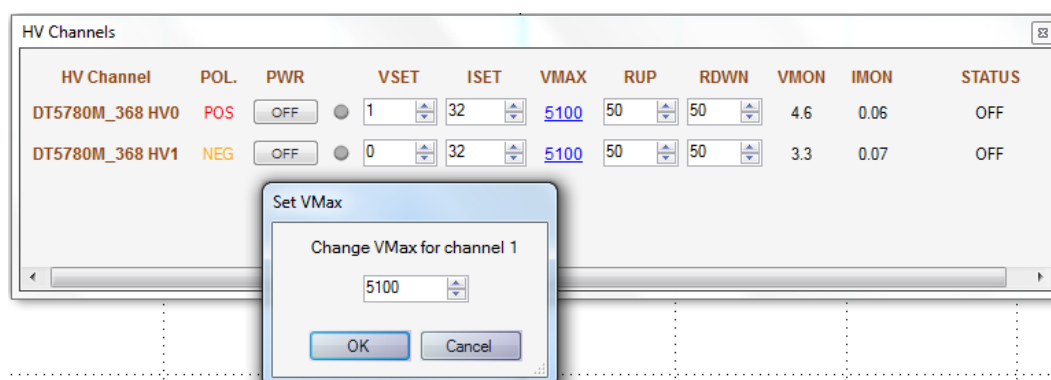 HV Channels
HV Channel POL. PWR VSET ISET VMAX RUP RDWN VMON IMON STATUS
DT5780M_368 HV0 POS OFF 1 32 5100 50 50 4.6 0.06 OFF
DT5780M_368 HV1 NEG OFF 0 32 5100 50 50 3.3 0.07 OFF
Set VMax
Change VMax for channel 1
5100
OK Cancel